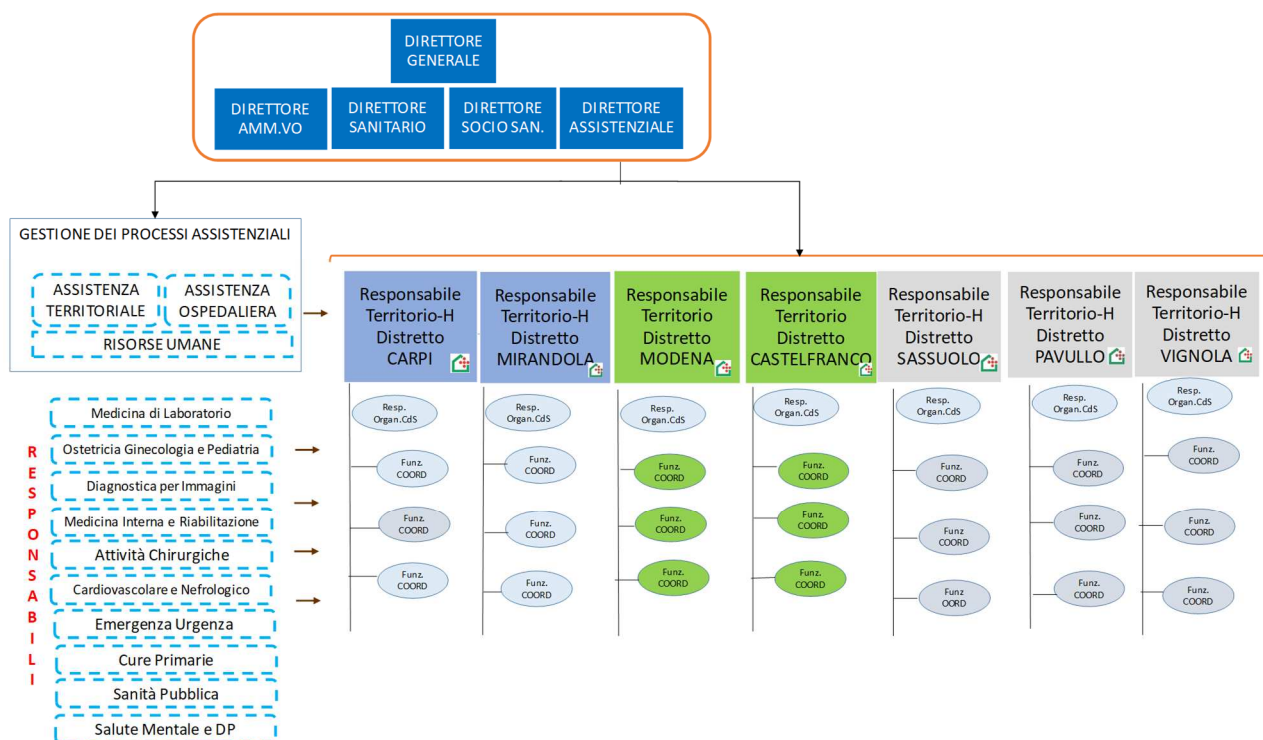 DIRETTORE
GENERALE
DIRETTORE
AMM.VO
DIRETTORE
SANITARIO
DIRETTORE
SOCIO SAN.
DIRETTORE
ASSISTENZIALE
GESTIONE DEI PROCESSI ASSISTENZIALI
ASSISTENZA
TERRITORIALE
ASSISTENZA
OSPEDALIERA
RISORSE UMANE
Responsabile
Territorio-H
Distretto
CARPI
Responsabile
Territorio-H
Distretto
MIRANDOLA
Responsabile
Territorio
Distretto
MODENA
Responsabile
Territorio
Distretto
CASTELFRANCO
Responsabile
Territorio-H
Distretto
SASSUOLO
Responsabile
Territorio-H
Distretto
PAVULLO
Responsabile
Territorio-H
Distretto
VIGNOLA
RESPONSABILI
Medicina di Laboratorio
Ostetricia Ginecologia e Pediatria
Diagnostica per Immagini
Medicina Interna e Riabilitazione
Attività Chirurgiche
Cardiovascolare e Nefrologico
Emergenza Urgenza
Cure Primarie
Sanità Pubblica
Salute Mentale e DP
Resp.
Organ.CdS
Funz.
COORD
Funz.
COORD
Funz.
COORD
Resp.
Organ.CdS
Funz.
COORD
Funz.
COORD
Funz.
COORD
Resp.
Organ.CdS
Funz.
COORD
Funz.
COORD
Funz.
COORD
Resp.
Organ.CdS
Funz.
COORD
Funz.
COORD
Funz.
COORD
Resp.
Organ.CdS
Funz.
COORD
Funz
COORD
Funz
OORD
Resp.
Organ.CdS
Funz.
COORD
Funz.
COORD
Funz.
COORD
Resp.
Organ.CdS
Funz.
COORD
Funz.
COORD
Funz.
COORD